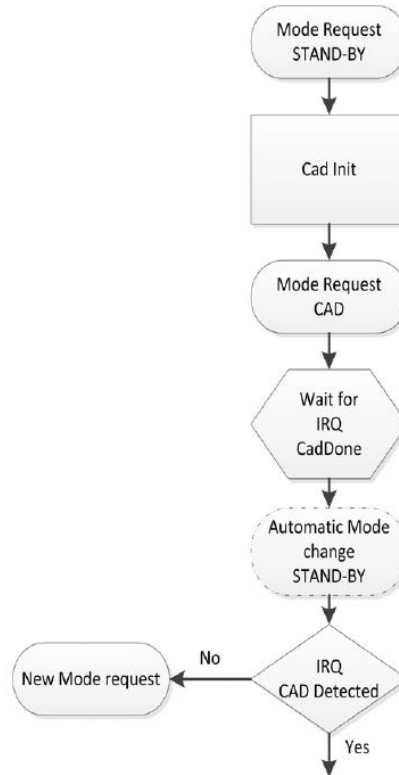 Mode Request
STAND-BY
Cad Init
Mode Request
CAD
Wait for
IRQ
CadDone
Automatic Mode
change
STAND-BY
No
New Mode request
IRQ
CAD Detected
Yes